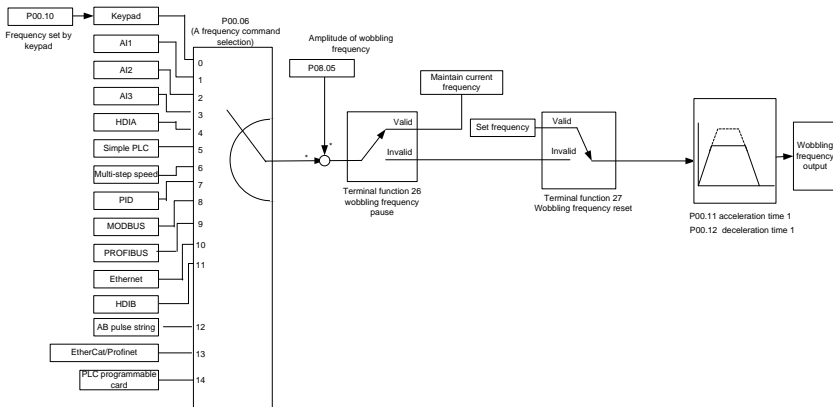 P00.10
Frequency set by
keypad
Keypad
AI1
AI2
AI3
HDIA
Simple PLC
Multi-step speed
PID
MODBUS
PROFIBUS
Ethernet
HDIB
AB pulse string
EtherCat/Profinet
PLC programmable
card
P00.06
(A frequency command
selection)
0
1
2
3
4
5
6
7
8
9
10
11
12
13
14
Amplitude of wobbling
frequency
P08.05
*
*
Valid
Invalid
Terminal function 26
wobbling frequency
pause
Maintain current
frequency
Set frequency
Valid
Invalid
Terminal function 27
Wobbling frequency reset
P00.11 acceleration time 1
P00.12 deceleration time 1
Wobbling
frequency
output